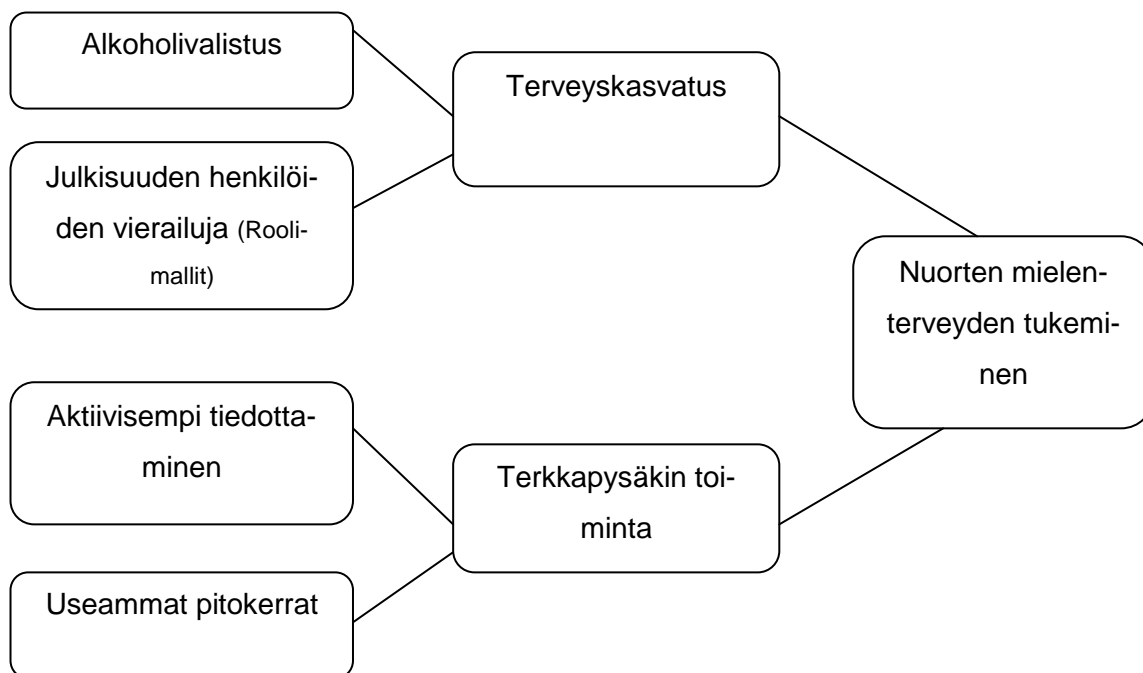 Alkoholivalistus
Julkisuuden henkilöi-
den vierailuja (Rooli-
mallit)
Aktiivisempi tiedotta-
minen
Useammat pitokerrat
Terveyskasvatus
Terkkapysäkin toi-
minta
Nuorten mielen-
terveyden tukemi-
nen